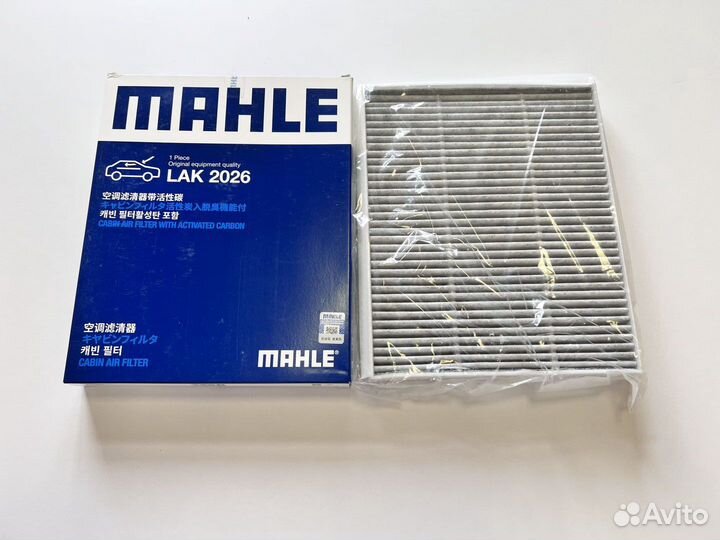 MAHLE
1 Piece
Original equipment quality
LAK 2026
空调滤清器带活性碳
キャビンフィルタ活性炭入脱臭機能付
캐빈 필터활성탄 포함
CABIN AIR FILTER WITH ACTIVATED CARBON
空调滤清器
キャビンフィルタ
캐빈 필터
CABIN AIR FILTER
MAHLE
MAHLE®
Avito